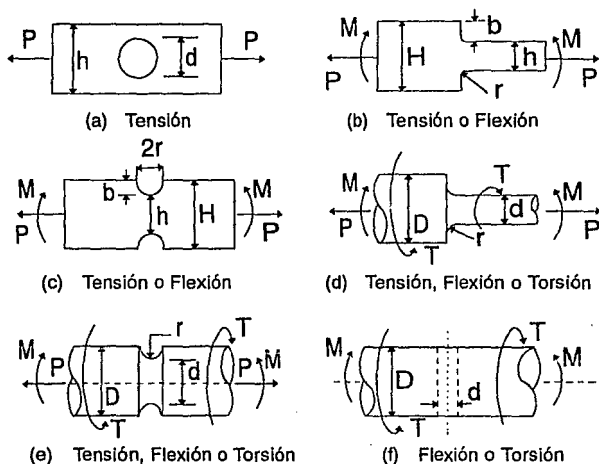 P h d P
(a) Tensión
M P H b r h M P
(b) Tensión o Flexión
2r
M P b h H M P
(c) Tensión o Flexión
M P D T r T d M P
(d) Tensión, Flexión o Torsión
M P D T r d T P M
(e) Tensión, Flexión o Torsión
M D d T M
(f) Flexión o Torsión